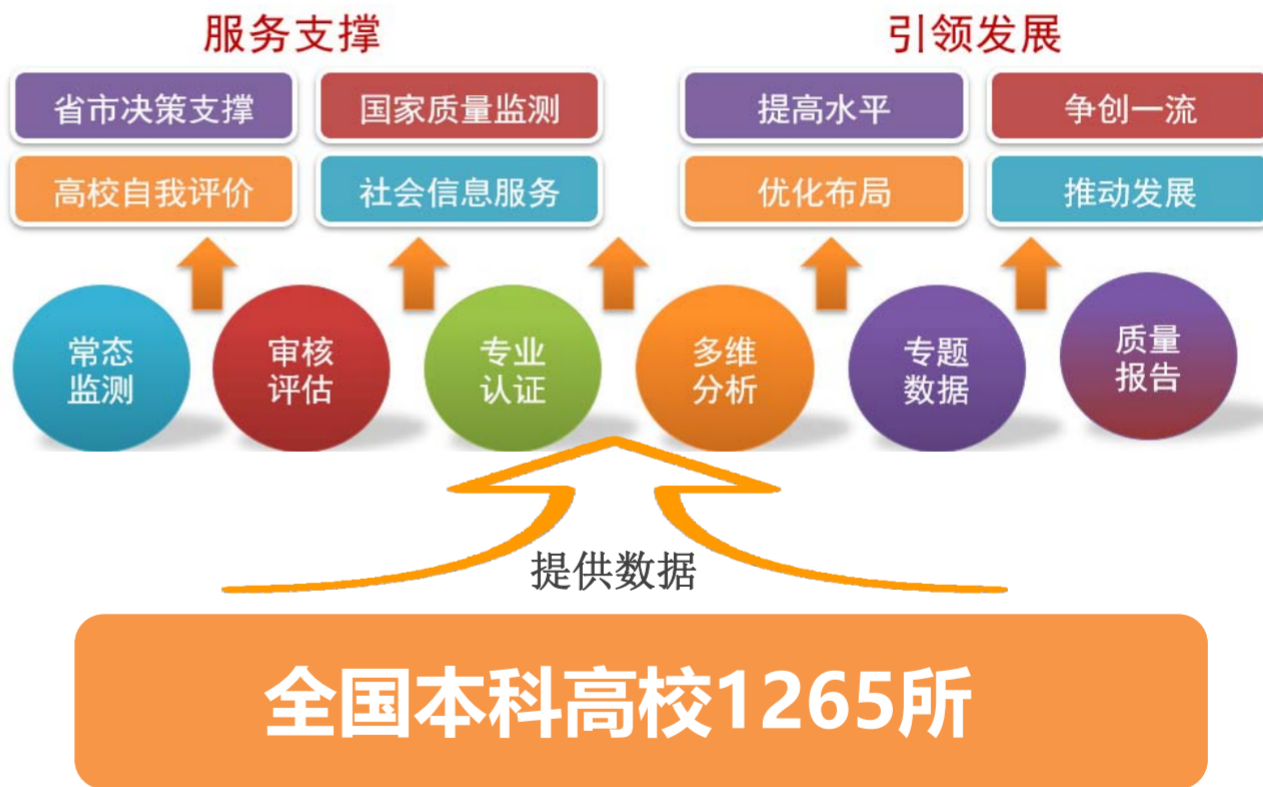 服务支撑
引领发展
省市决策支撑
国家质量监测
提高水平
争创一流
高校自我评价
社会信息服务
优化布局
推动发展
常态
监测
审核
评估
专业
认证
多维
分析
专题
数据
质量
报告
提供数据
全国本科高校1265所